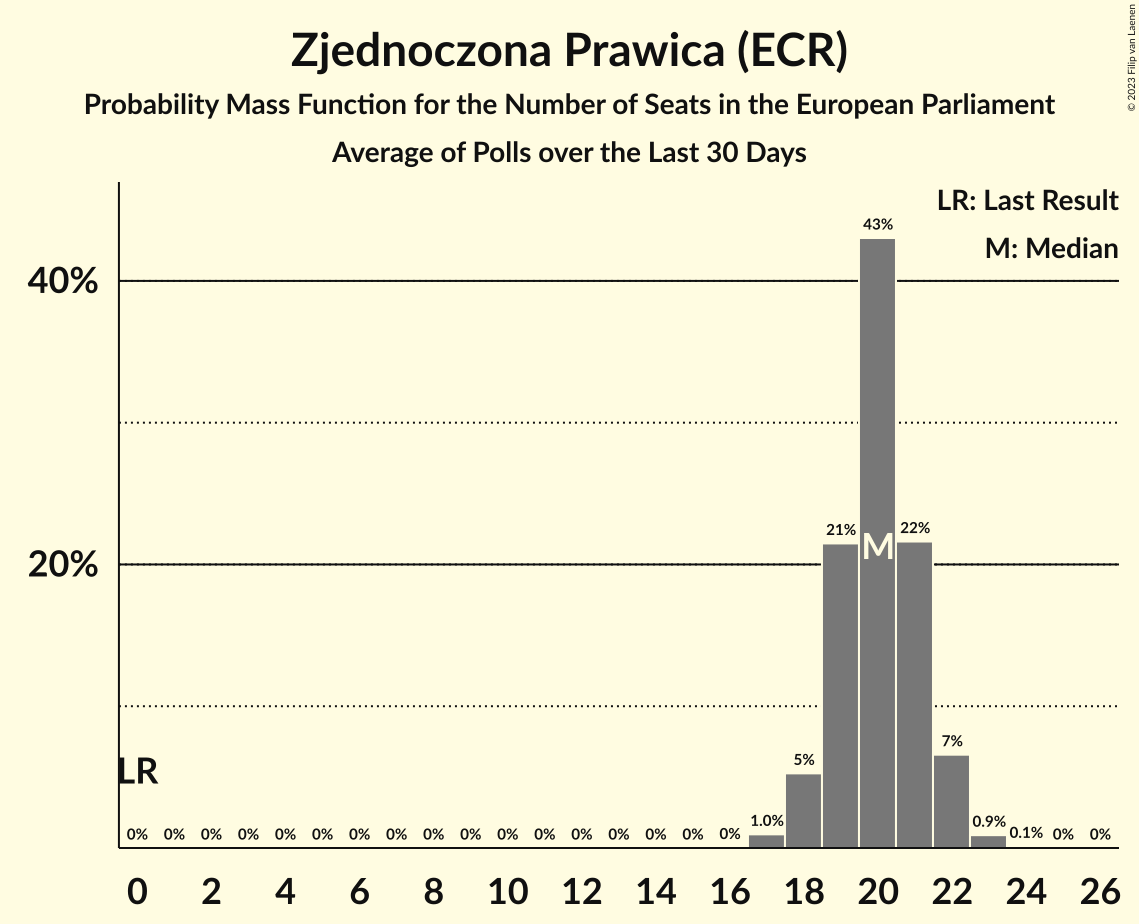 Zjednoczona Prawica (ECR)
Probability Mass Function for the Number of Seats in the European Parliament
Average of Polls over the Last 30 Days
© 2023 Filip van Laenen
LR: Last Result
M: Median
43%
40%
21%
22%
M
20%
7%
5%
LR
0% 0% 0% 0% 0% 0% 0% 0% 0% 0% 0% 0% 0% 0% 0% 0% 0% 1.0% 0.9% 0.1% 0% 0%
0 2 4 6 8 10 12 14 16 18 20 22 24 26